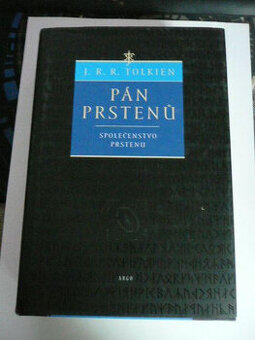 J. R. R. TOLKIEN
PÁN
PRSTENŮ
SPOLEČENSTVO
PRSTENU
ARGO